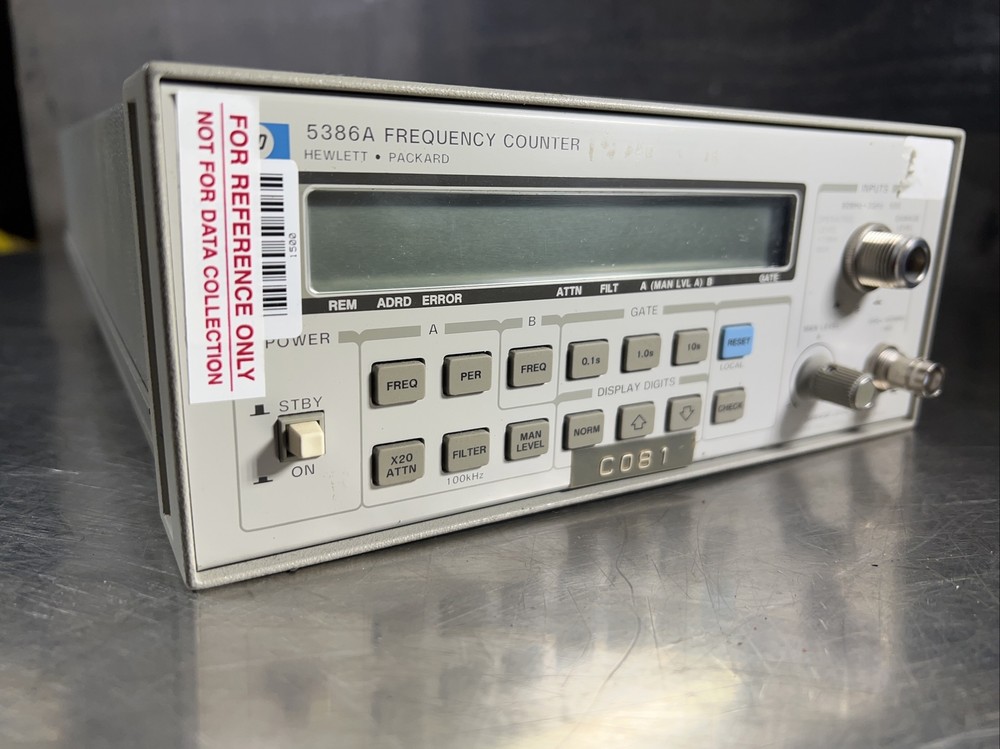 FOR REFERENCE ONLY
NOT FOR DATA COLLECTION
0051
5386A FREQUENCY COUNTER
HEWLETT • PACKARD
REM ADRD ERROR ATTN FILT A (MAN LVL A) B GATE
POWER
STBY
ON
A
FREQ
PER
X20
ATTN
FILTER
100kHz
MAN
LEVEL
B
FREQ
GATE
0.1s
1.0s
10s
RESET
LOCAL
DISPLAY DIGITS
NORM
CHECK
C081
INPUTS